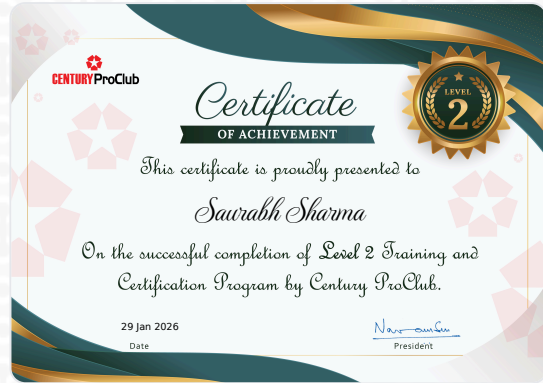 CENTURY ProClub
Certificate
OF ACHIEVEMENT
LEVEL
2
This certificate is proudly presented to
Saurabh Sharma
On the successful completion of Level 2 Training and
Certification Program by Century ProClub.
29 Jan 2026
Date
President